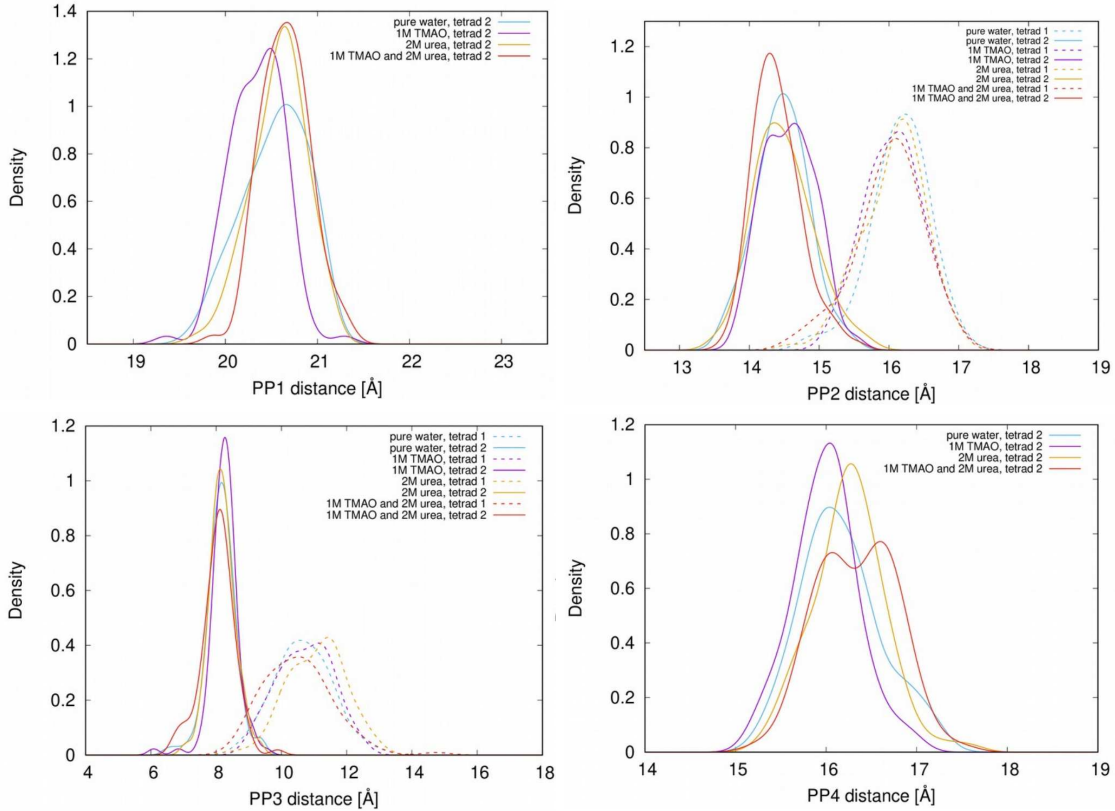 1.4
1.2
1
0.8
0.6
0.4
0.2
0
Density
pure water, tetrad 2
1M TMAO, tetrad 2
2M urea, tetrad 2
1M TMAO and 2M urea, tetrad 2
19 20 21 22 23
PP1 distance [Å]
1.2
1
0.8
0.6
0.4
0.2
0
Density
pure water, tetrad 1
pure water, tetrad 2
1M TMAO, tetrad 1
1M TMAO, tetrad 2
2M urea, tetrad 1
2M urea, tetrad 2
1M TMAO and 2M urea, tetrad 1
1M TMAO and 2M urea, tetrad 2
13 14 15 16 17 18 19
PP2 distance [Å]
1.2
1
0.8
0.6
0.4
0.2
0
Density
pure water, tetrad 1
pure water, tetrad 2
1M TMAO, tetrad 1
1M TMAO, tetrad 2
2M urea, tetrad 1
2M urea, tetrad 2
1M TMAO and 2M urea, tetrad 1
1M TMAO and 2M urea, tetrad 2
4 6 8 10 12 14 16 18
PP3 distance [Å]
1.2
1
0.8
0.6
0.4
0.2
0
Density
pure water, tetrad 2
1M TMAO, tetrad 2
2M urea, tetrad 2
1M TMAO and 2M urea, tetrad 2
14 15 16 17 18 19
PP4 distance [Å]